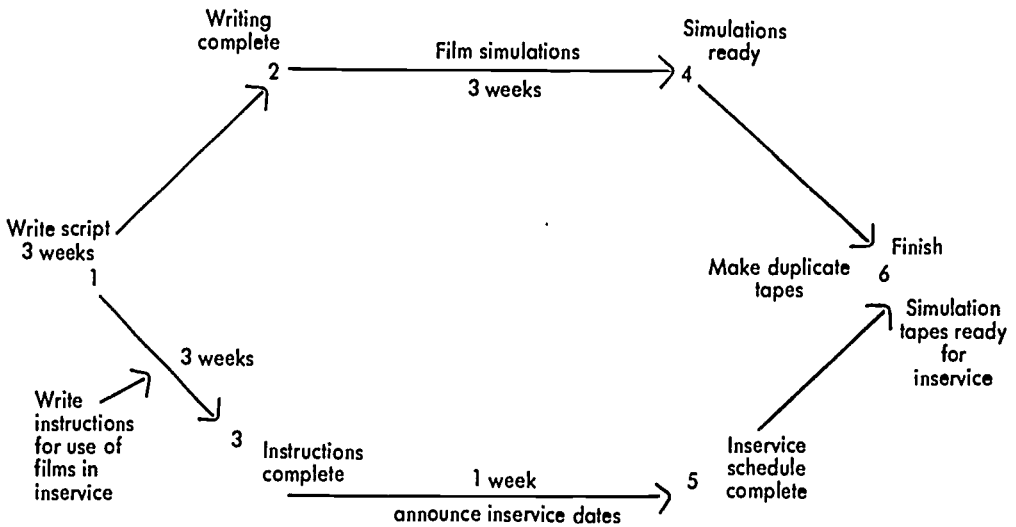 Writing
complete
2
Film simulations
3 weeks
Simulations
ready
4
Write script
3 weeks
1
Finish
6
Make duplicate
tapes
Simulation
tapes ready
for
inservice
3 weeks
Write
instructions
for use of
films in
inservice
3
Instructions
complete
1 week
announce inservice dates
5
Inservice
schedule
complete